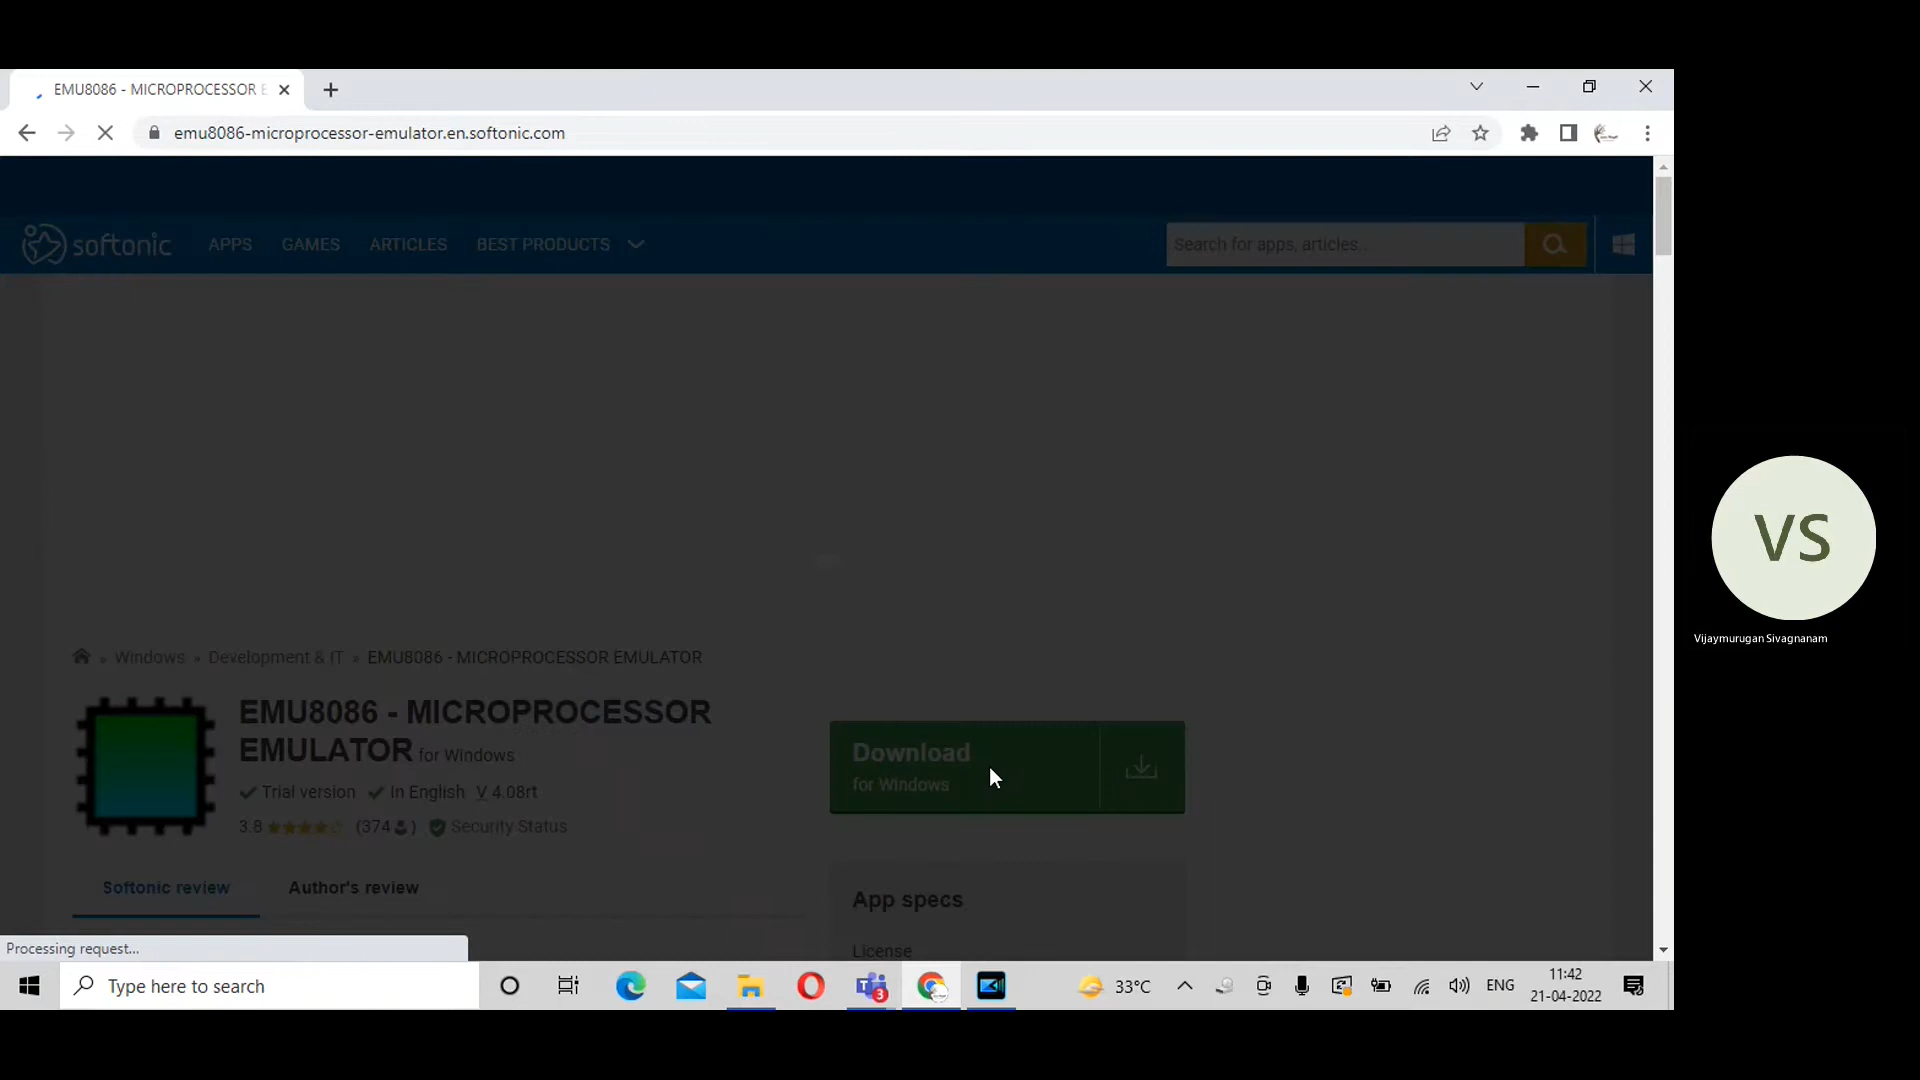 EMU8086 - MICROPROCESSOR E
emu8086-microprocessor-emulator.en.softonic.com
softonic APPS GAMES ARTICLES BEST PRODUCTS Search for apps, articles...
Windows » Development & IT » EMU8086 - MICROPROCESSOR EMULATOR
EMU8086 - MICROPROCESSOR
EMULATOR for Windows
Trial version In English V 4.08rt
3.8 (374)
Security Status
Download
for Windows
Softonic review Author's review
App specs
License
Processing request...
VS
Vijaymurugan Sivagnanam
Type here to search
3
33°C
ENG
11:42
21-04-2022